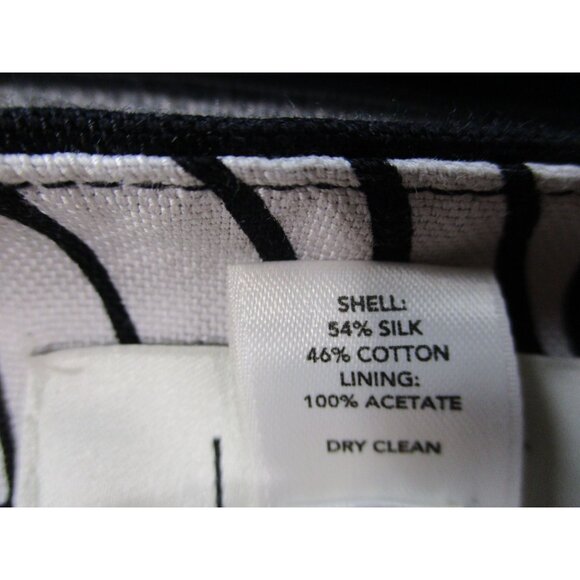 SHELL:
54% SILK
46% COTTON
LINING:
100% ACETATE
DRY CLEAN